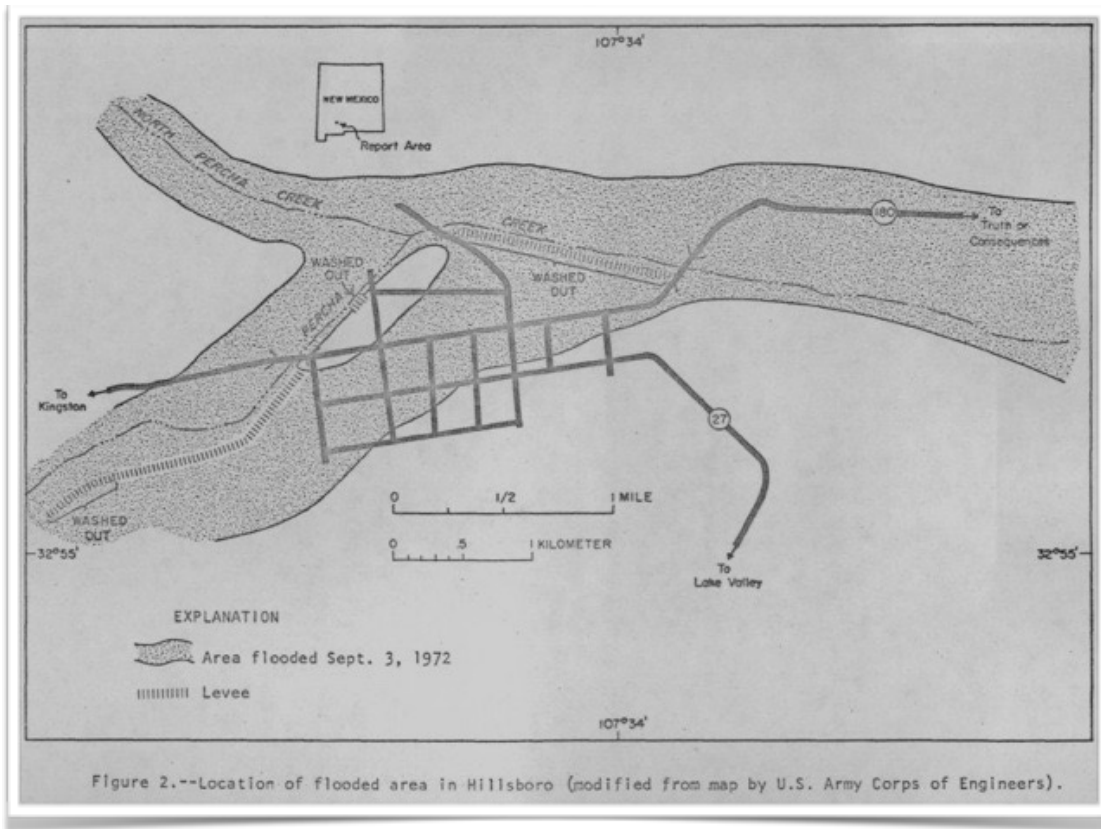 107°34'
NEW MEXICO
Report Area
NORTH PERCHA CREEK
CREEK
180
To
Truth or
Consequences
WASHED
OUT
WASHED
OUT
PERCHA
To
Kingston
27
0 1/2 1 MILE
0 .5 1 KILOMETER
WASHED
OUT
32°55'
32°55'
To
Lake Valley
EXPLANATION
Area flooded Sept. 3, 1972
Levee
107°34'
Figure 2.--Location of flooded area in Hillsboro (modified from map by U.S. Army Corps of Engineers).